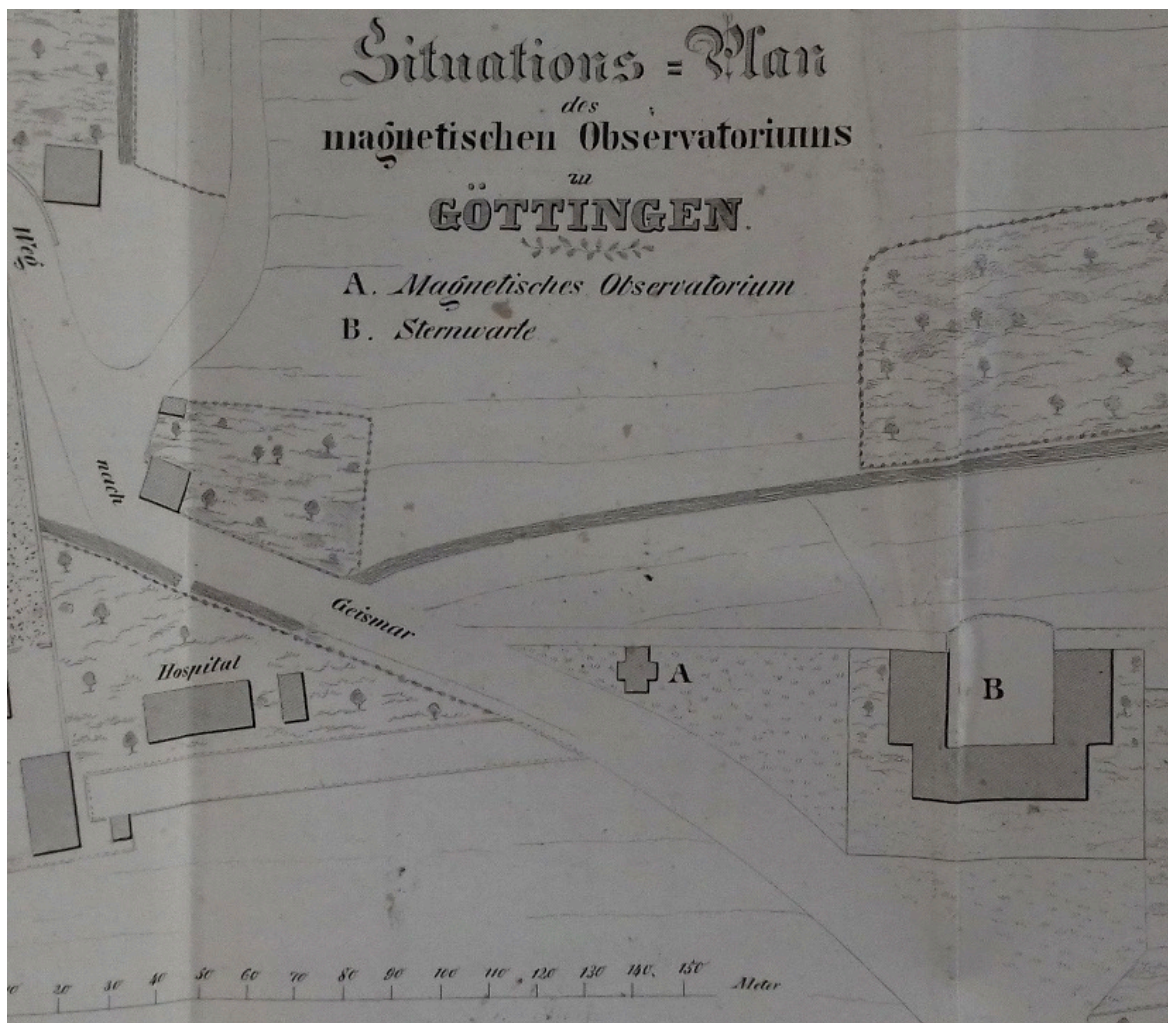 Situations = Plan
des
magnetischen Observatoriums
zu
GÖTTINGEN.
A. Magnetisches Observatorium
B. Sternwarte
Weg
nach
Geismar
Hospital
A
B
20 30 40 50 60 70 80 90 100 110 120 130 140 150 Meter